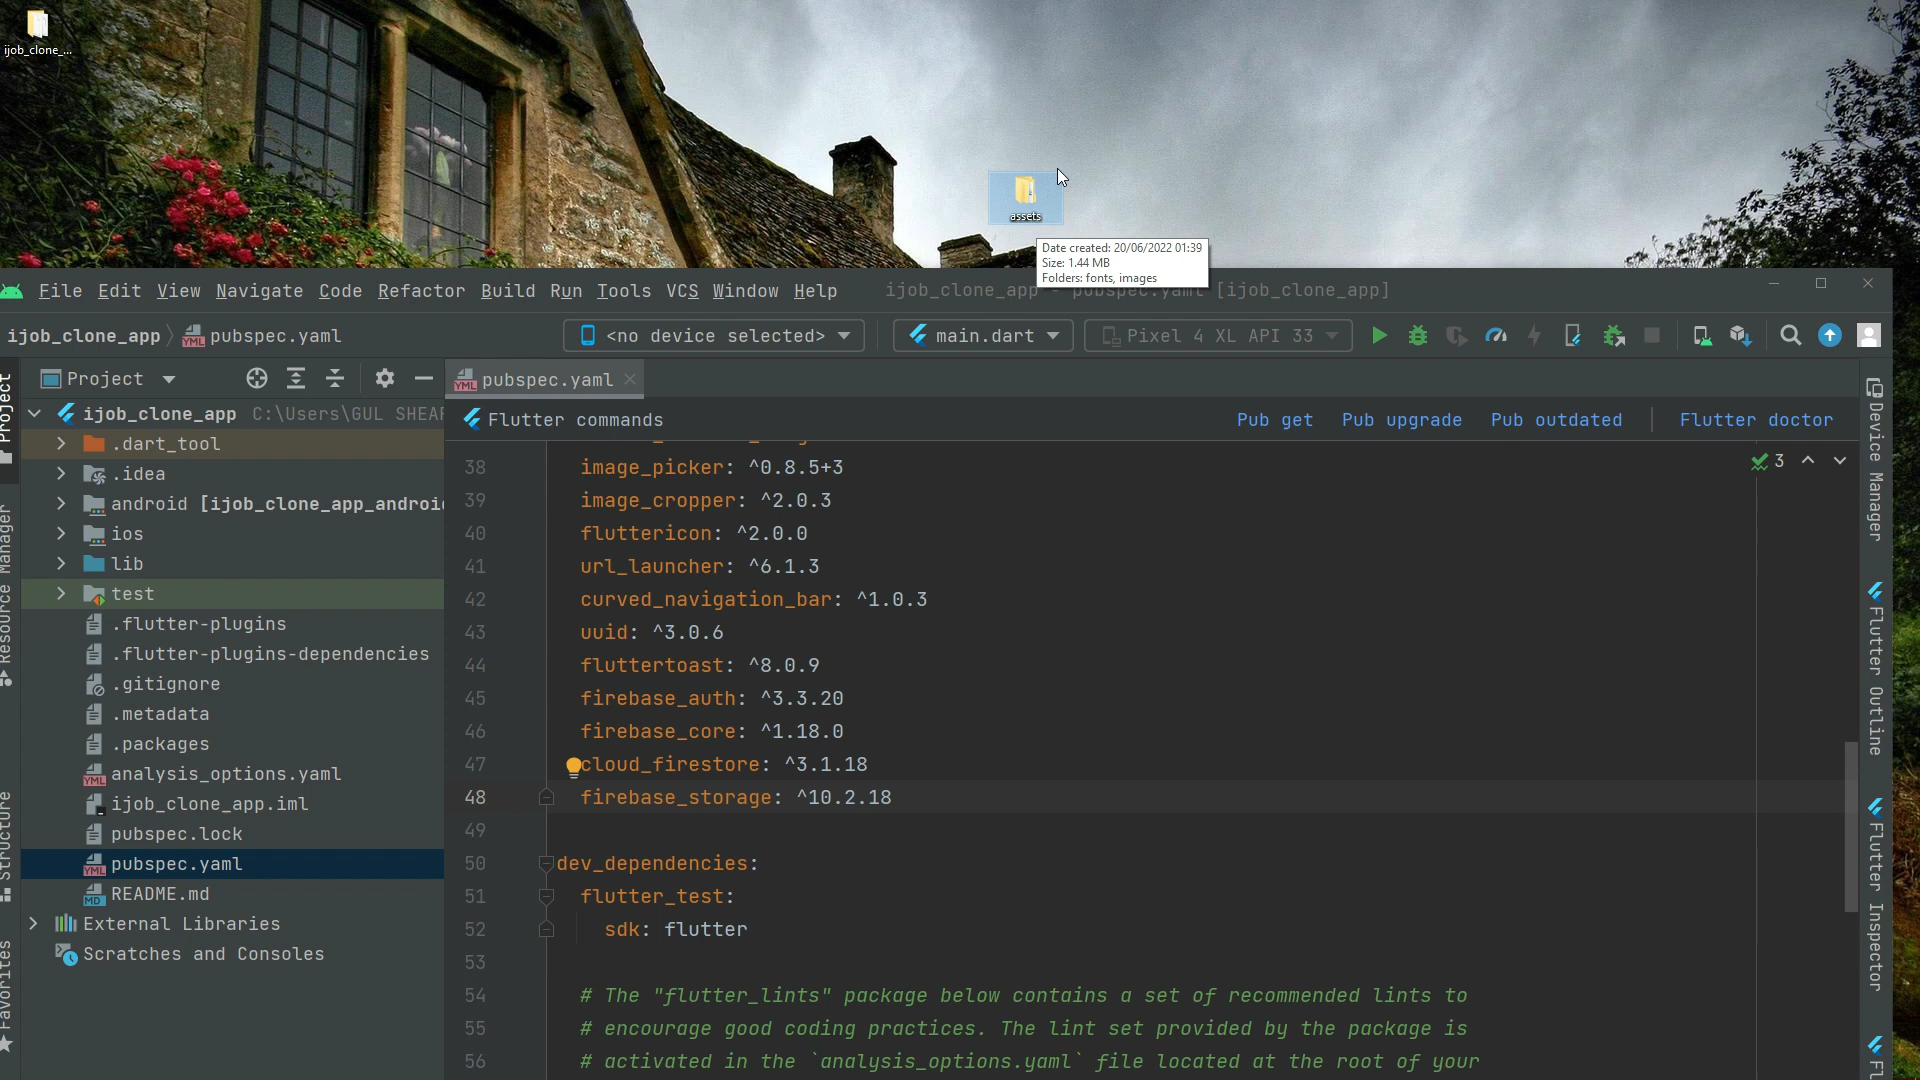 ijob_clone_...
assets
Date created: 20/06/2022 01:39
Size: 1.44 MB
Folders: fonts, images
File Edit View Navigate Code Refactor Build Run Tools VCS Window Help ijob_clone_app - pubspec.yaml [ijob_clone_app]
ijob_clone_app pubspec.yaml <no device selected> main.dart Pixel 4 XL API 33
Project
pubspec.yaml
Flutter commands Pub get Pub upgrade Pub outdated Flutter doctor
ijob_clone_app C:\Users\GUL SHEA
.dart_tool
.idea
android [ijob_clone_app_androi
ios
lib
test
.flutter-plugins
.flutter-plugins-dependencies
.gitignore
.metadata
.packages
analysis_options.yaml
ijob_clone_app.iml
pubspec.lock
pubspec.yaml
README.md
External Libraries
Scratches and Consoles
3
38 image_picker: ^0.8.5+3
39 image_cropper: ^2.0.3
40 fluttericon: ^2.0.0
41 url_launcher: ^6.1.3
42 curved_navigation_bar: ^1.0.3
43 uuid: ^3.0.6
44 fluttertoast: ^8.0.9
45 firebase_auth: ^3.3.20
46 firebase_core: ^1.18.0
47 cloud_firestore: ^3.1.18
48 firebase_storage: ^10.2.18
49
50 dev_dependencies:
51 flutter_test:
52 sdk: flutter
53
54 # The "flutter_lints" package below contains a set of recommended lints to
55 # encourage good coding practices. The lint set provided by the package is
56 # activated in the `analysis_options.yaml` file located at the root of your
Project
Resource Manager
Structure
Favorites
Device Manager
Flutter Outline
Flutter Inspector
Fl